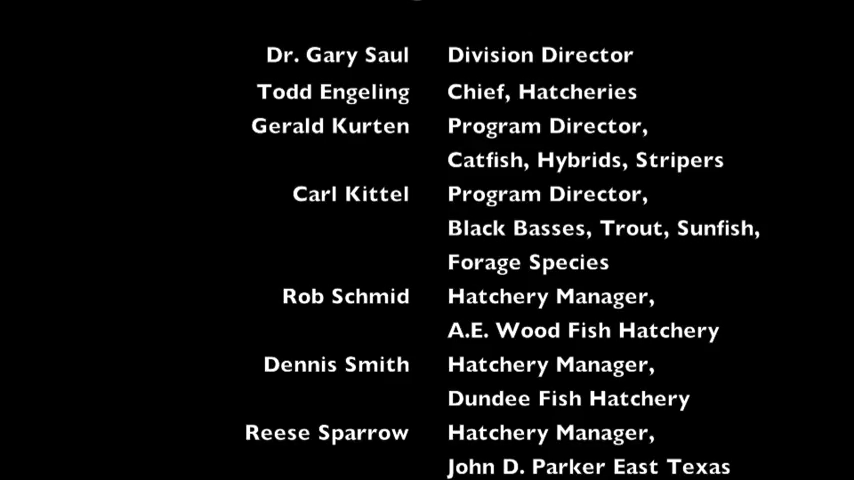 Dr. Gary Saul Division Director
Todd Engeling Chief, Hatcheries
Gerald Kurten Program Director,
Catfish, Hybrids, Stripers
Carl Kittel Program Director,
Black Basses, Trout, Sunfish,
Forage Species
Rob Schmid Hatchery Manager,
A.E. Wood Fish Hatchery
Dennis Smith Hatchery Manager,
Dundee Fish Hatchery
Reese Sparrow Hatchery Manager,
John D. Parker East Texas